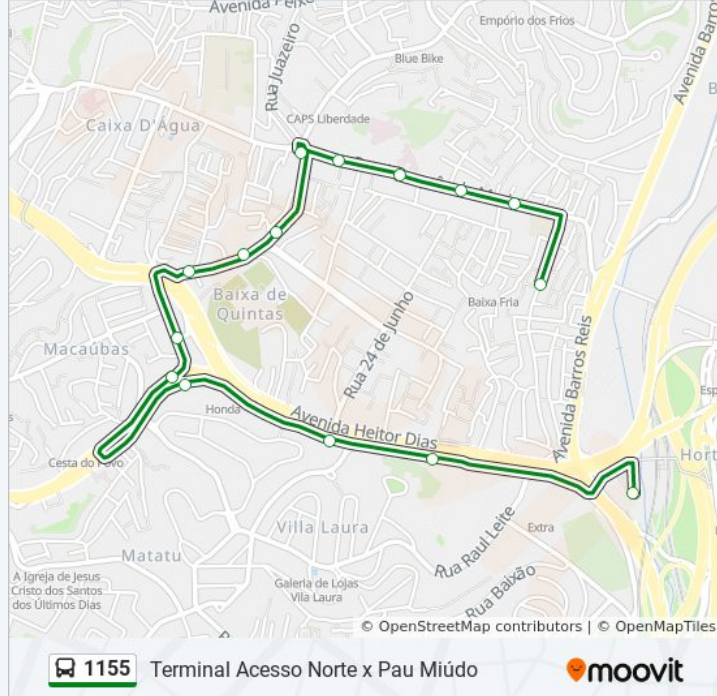 Avenida Peixe
Empório dos Frios
Avenida Barros
Rua Juazeiro
Blue Bike
CAPS Liberdade
Caixa D'Água
Baixa de
Quintas
Baixa Fria
Rua 24 de Junho
Macaúbas
Avenida Barros Reis
Honda
Avenida Heitor Dias
Cesta do Povo
Hort
Villa Laura
Extra
Rua Raul Leite
Matatu
A Igreja de Jesus
Cristo dos Santos
dos Últimos Dias
Galeria de Lojas
Vila Laura
Rua Baixão
© OpenStreetMap contributors | © OpenMapTiles
1155 Terminal Acesso Norte x Pau Miúdo
moovit